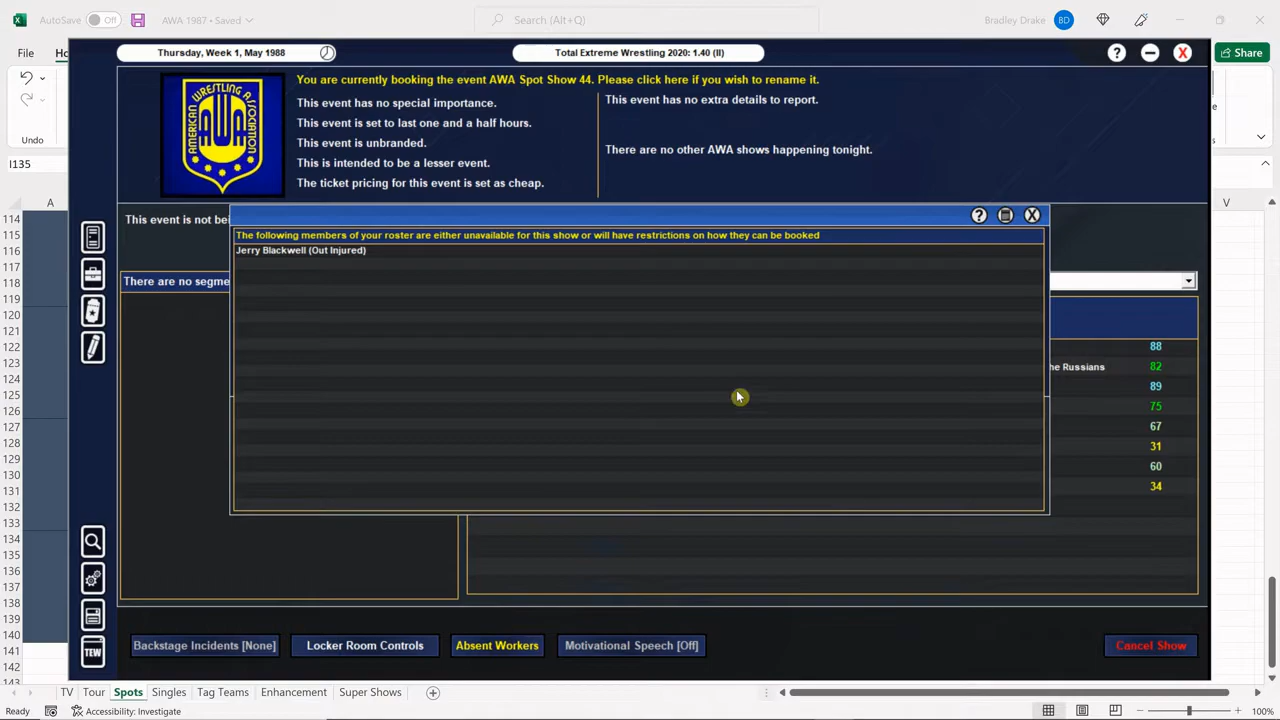 AutoSave Off AWA 1987 • Saved Search (Alt+Q) Bradley Drake BD
File Ho Share
Thursday, Week 1, May 1988
Total Extreme Wrestling 2020: 1.40 (II)
? X
Undo
I135
A V
AMERICAN WRESTLING ASSOCIATION
AWA
You are currently booking the event AWA Spot Show 44. Please click here if you wish to rename it.
This event has no special importance.
This event is set to last one and a half hours.
This event is unbranded.
This is intended to be a lesser event.
The ticket pricing for this event is set as cheap.
This event has no extra details to report.
There are no other AWA shows happening tonight.
This event is not bei
There are no segme
? X
The following members of your roster are either unavailable for this show or will have restrictions on how they can be booked
Jerry Blackwell (Out Injured)
88
he Russians 82
89
75
67
31
60
34
114
115
116
117
118
119
120
121
122
123
124
125
126
127
128
129
130
131
132
133
134
135
136
137
138
139
140
141
142
143
TEW
Backstage Incidents [None] Locker Room Controls Absent Workers Motivational Speech [Off] Cancel Show
TV Tour Spots Singles Tag Teams Enhancement Super Shows
Ready Accessibility: Investigate 100%